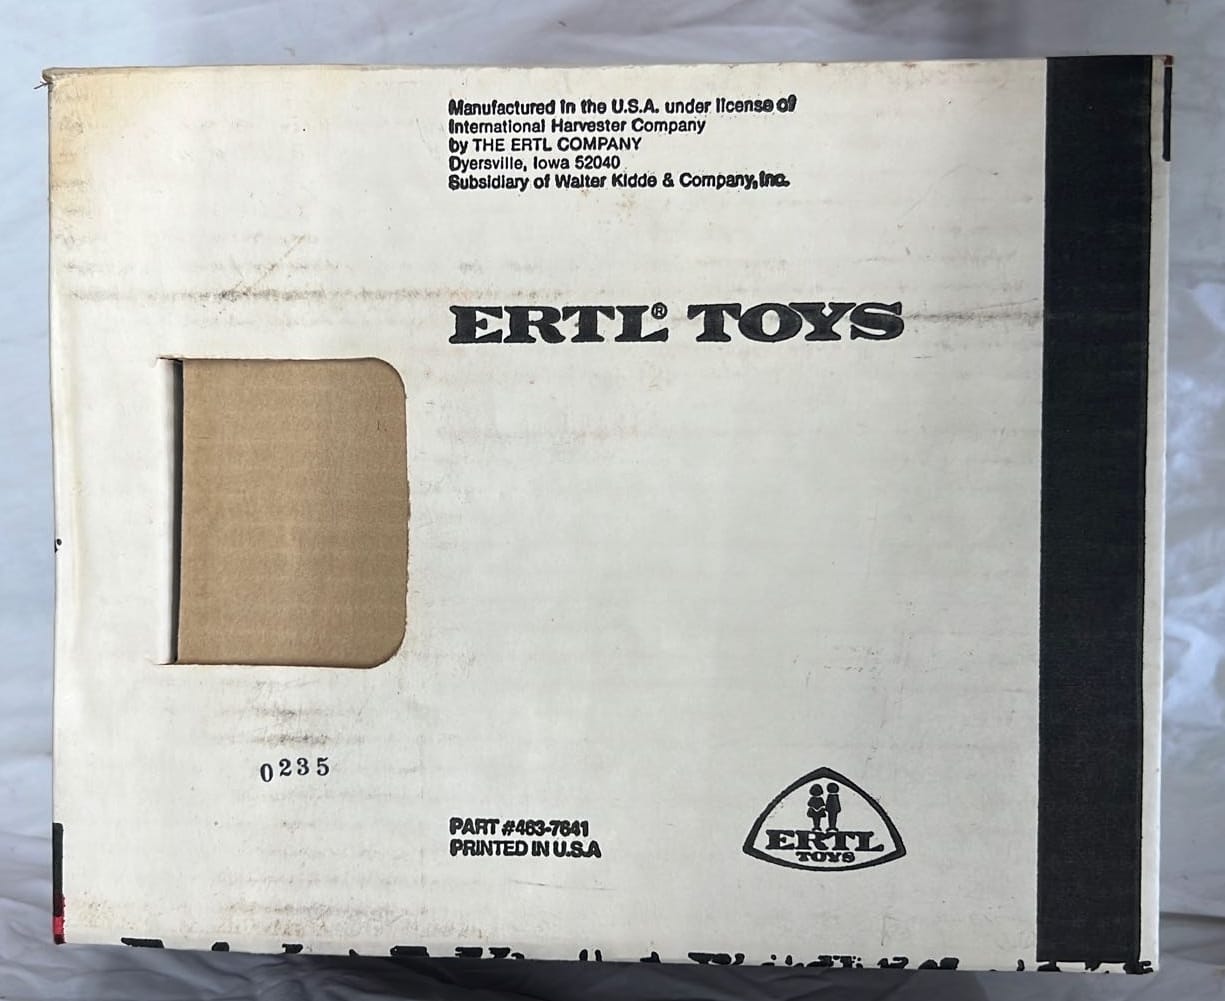 Manufactured in the U.S.A. under license of
International Harvester Company
by THE ERTL COMPANY
Dyersville, Iowa 52040
Subsidiary of Walter Kidde & Company, Inc.
ERTL® TOYS
0235
PART #463-7641
PRINTED IN U.S.A
ERTL
TOYS